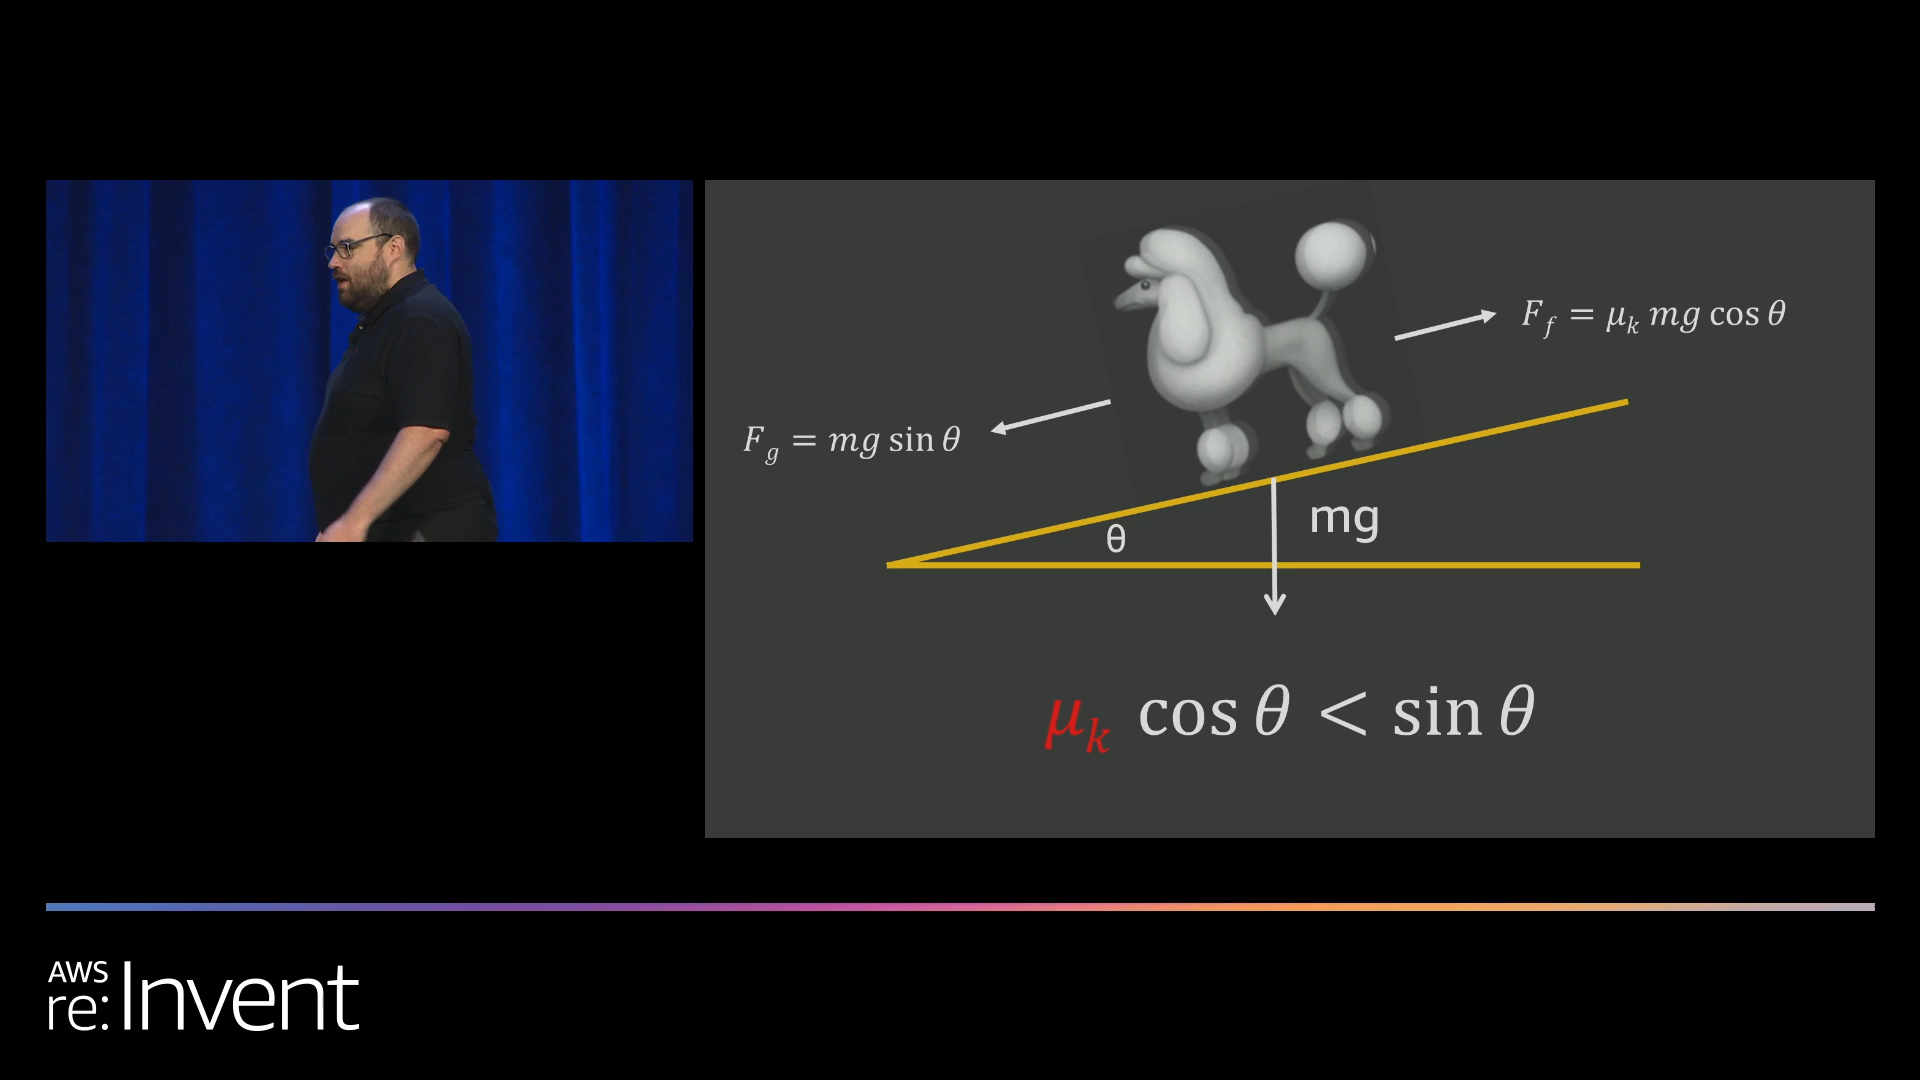 F_f = μ_k mg cos θ
F_g = mg sin θ
mg
θ
μ_k cos θ < sin θ
AWS
re:Invent